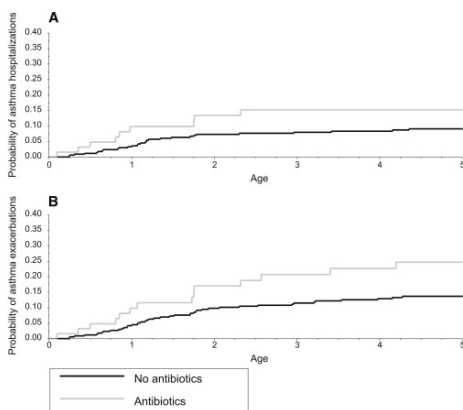 A
Probability of asthma hospitalizations
0.40
0.35
0.30
0.25
0.20
0.15
0.10
0.05
0.00
0 1 2 3 4 5
Age
B
Probability of asthma exacerbations
0.40
0.35
0.30
0.25
0.20
0.15
0.10
0.05
0.00
0 1 2 3 4 5
Age
No antibiotics
Antibiotics